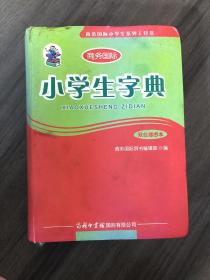 商务国际小学生系列工具书
商务国际
小学生字典
XIAOXUESHENG ZIDIAN
双色插图本
商务国际辞书编辑部 编
商务印书馆国际有限公司